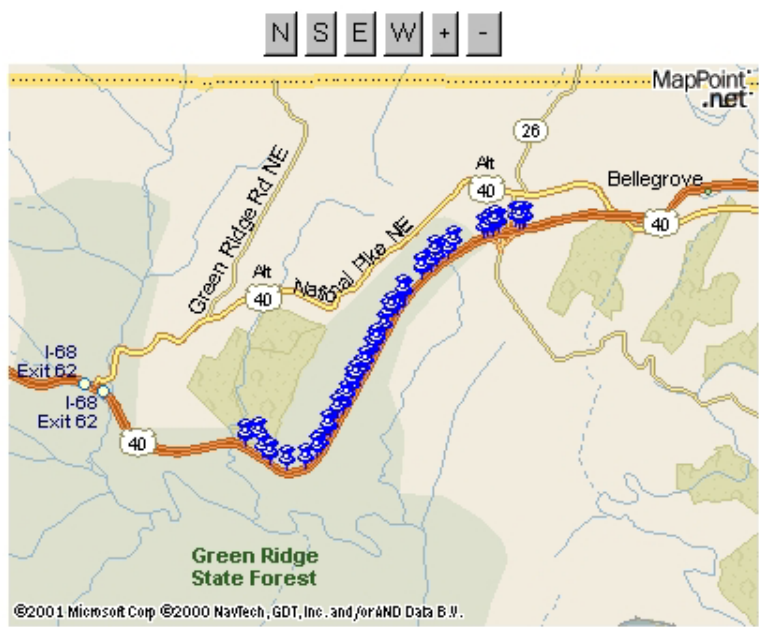 N S E W + -
MapPoint
.net
26
Alt
40
Bellegrove
40
Green Ridge Rd NE
National Pike NE
Alt
40
I-68
Exit 62
I-68
Exit 62
40
Green Ridge
State Forest
©2001 Microsoft Corp ©2000 NavTech, GDT, Inc. and/or AND Data B.V.